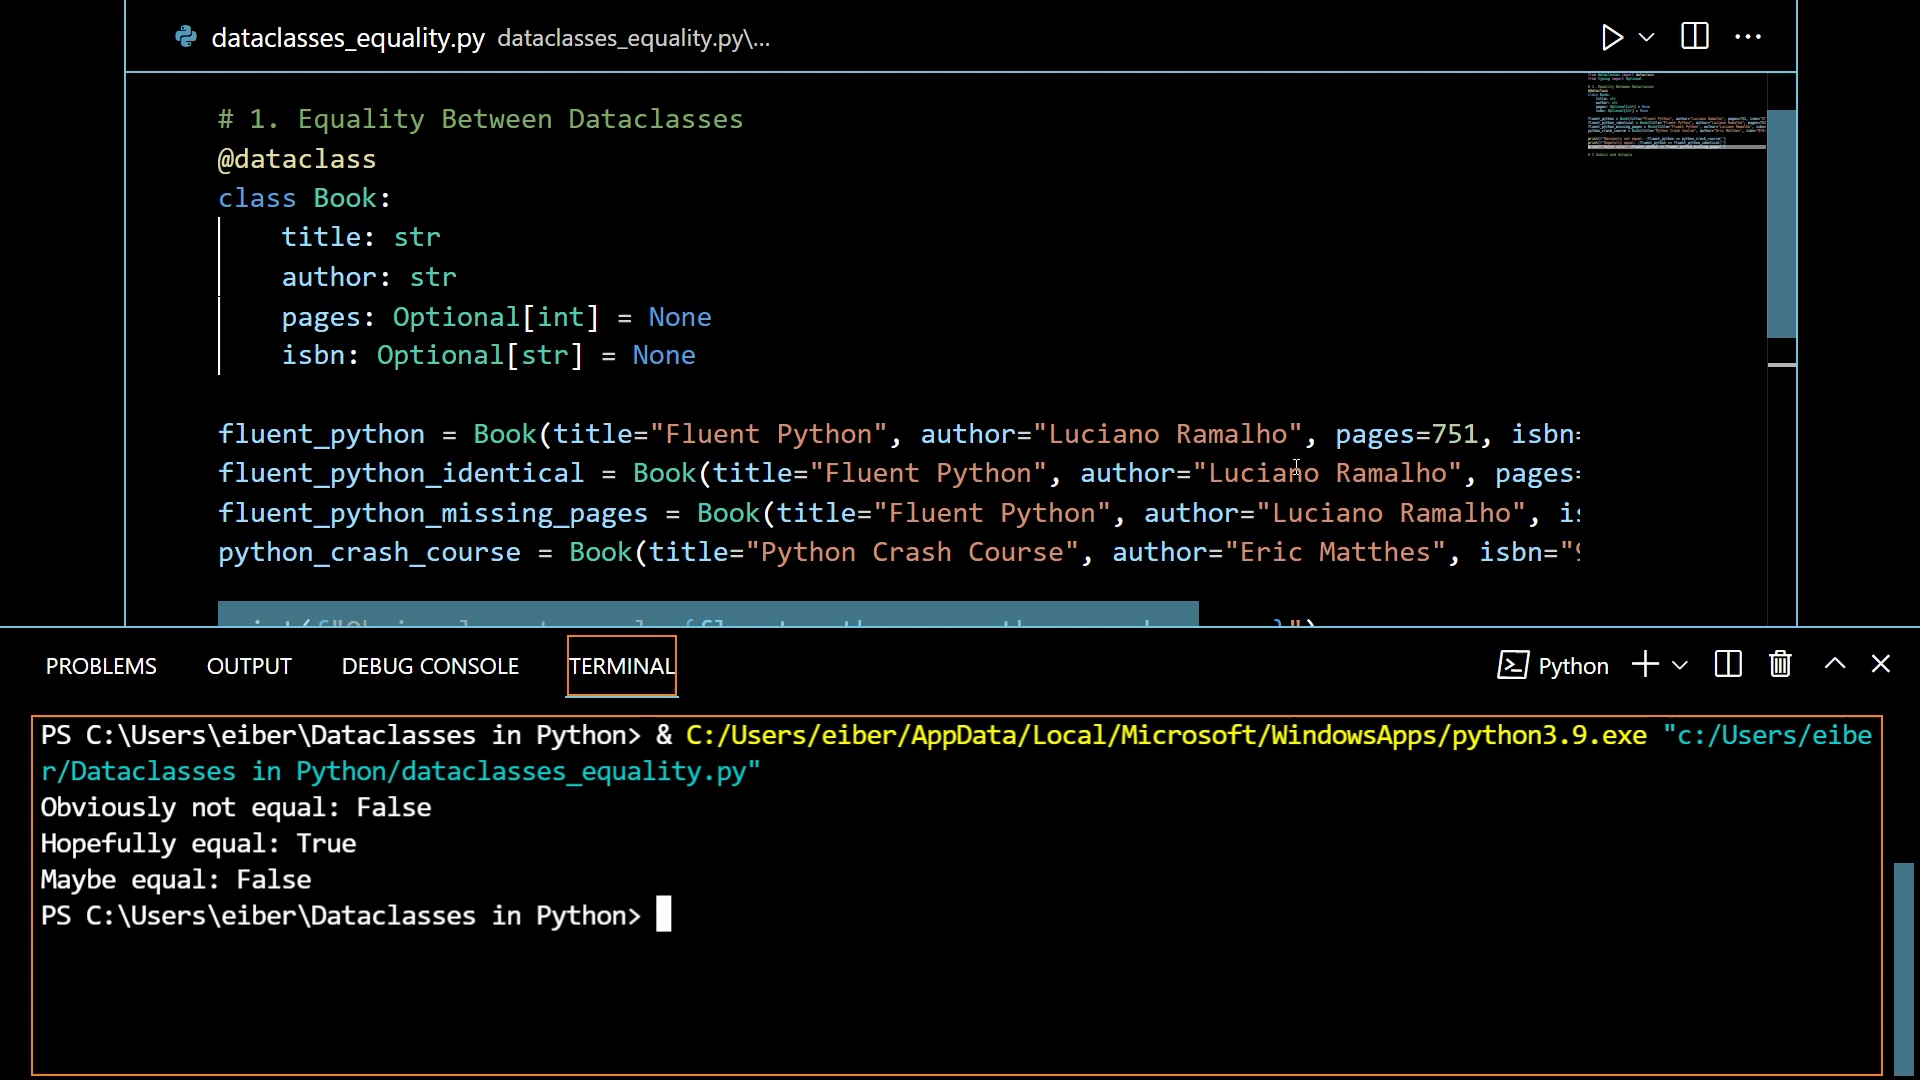 dataclasses_equality.py dataclasses_equality.py\...
# 1. Equality Between Dataclasses
@dataclass
class Book:
title: str
author: str
pages: Optional[int] = None
isbn: Optional[str] = None
fluent_python = Book(title="Fluent Python", author="Luciano Ramalho", pages=751, isbn=
fluent_python_identical = Book(title="Fluent Python", author="Luciano Ramalho", pages=
fluent_python_missing_pages = Book(title="Fluent Python", author="Luciano Ramalho",
python_crash_course = Book(title="Python Crash Course", author="Eric Matthes", isbn="
PROBLEMS OUTPUT DEBUG CONSOLE TERMINAL Python
PS C:\Users\eiber\Dataclasses in Python> & C:/Users/eiber/AppData/Local/Microsoft/WindowsApps/python3.9.exe "c:/Users/eibe
r/Dataclasses in Python/dataclasses_equality.py"
Obviously not equal: False
Hopefully equal: True
Maybe equal: False
PS C:\Users\eiber\Dataclasses in Python>